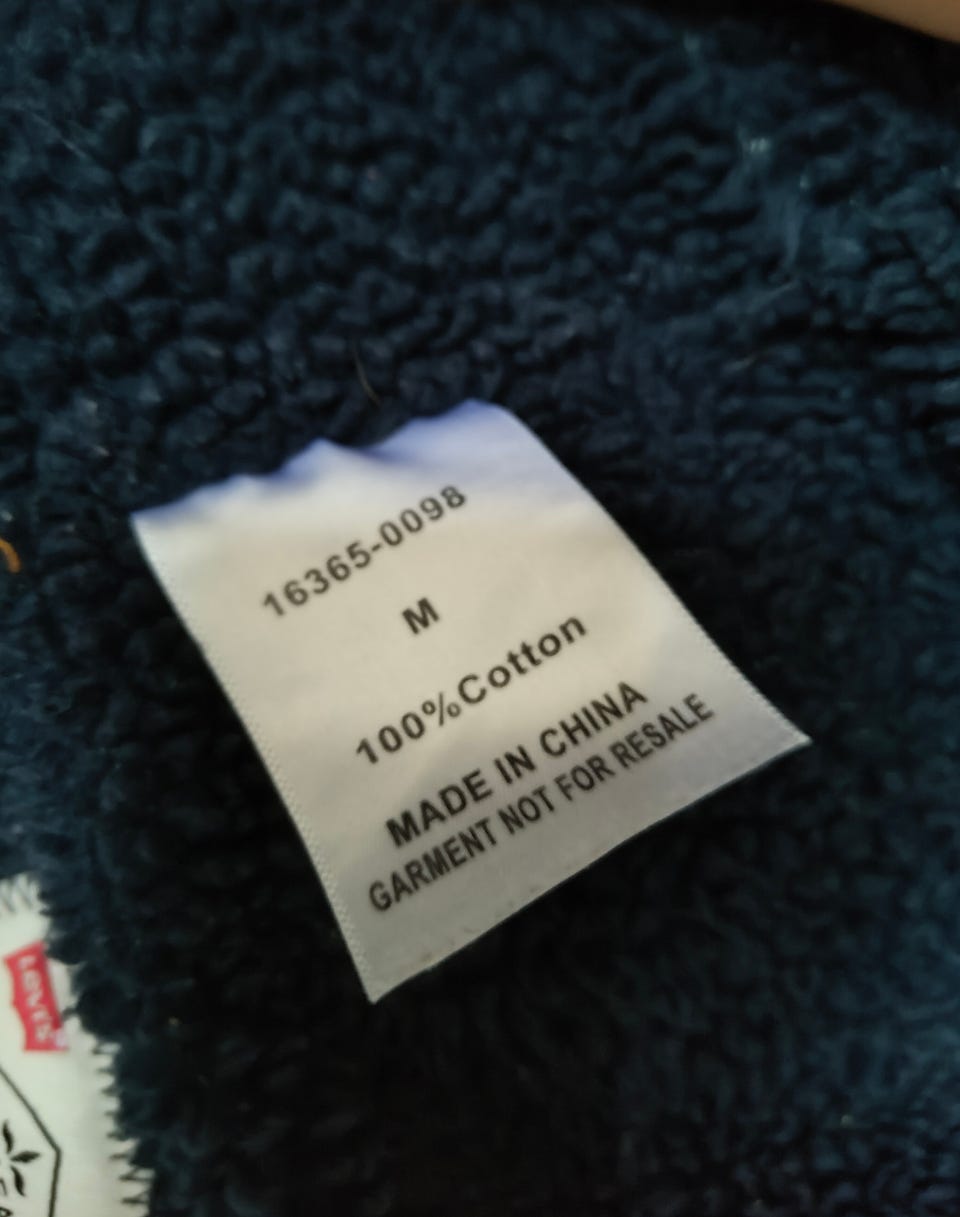 16365-0098
M
100%Cotton
MADE IN CHINA
GARMENT NOT FOR RESALE
Levi's